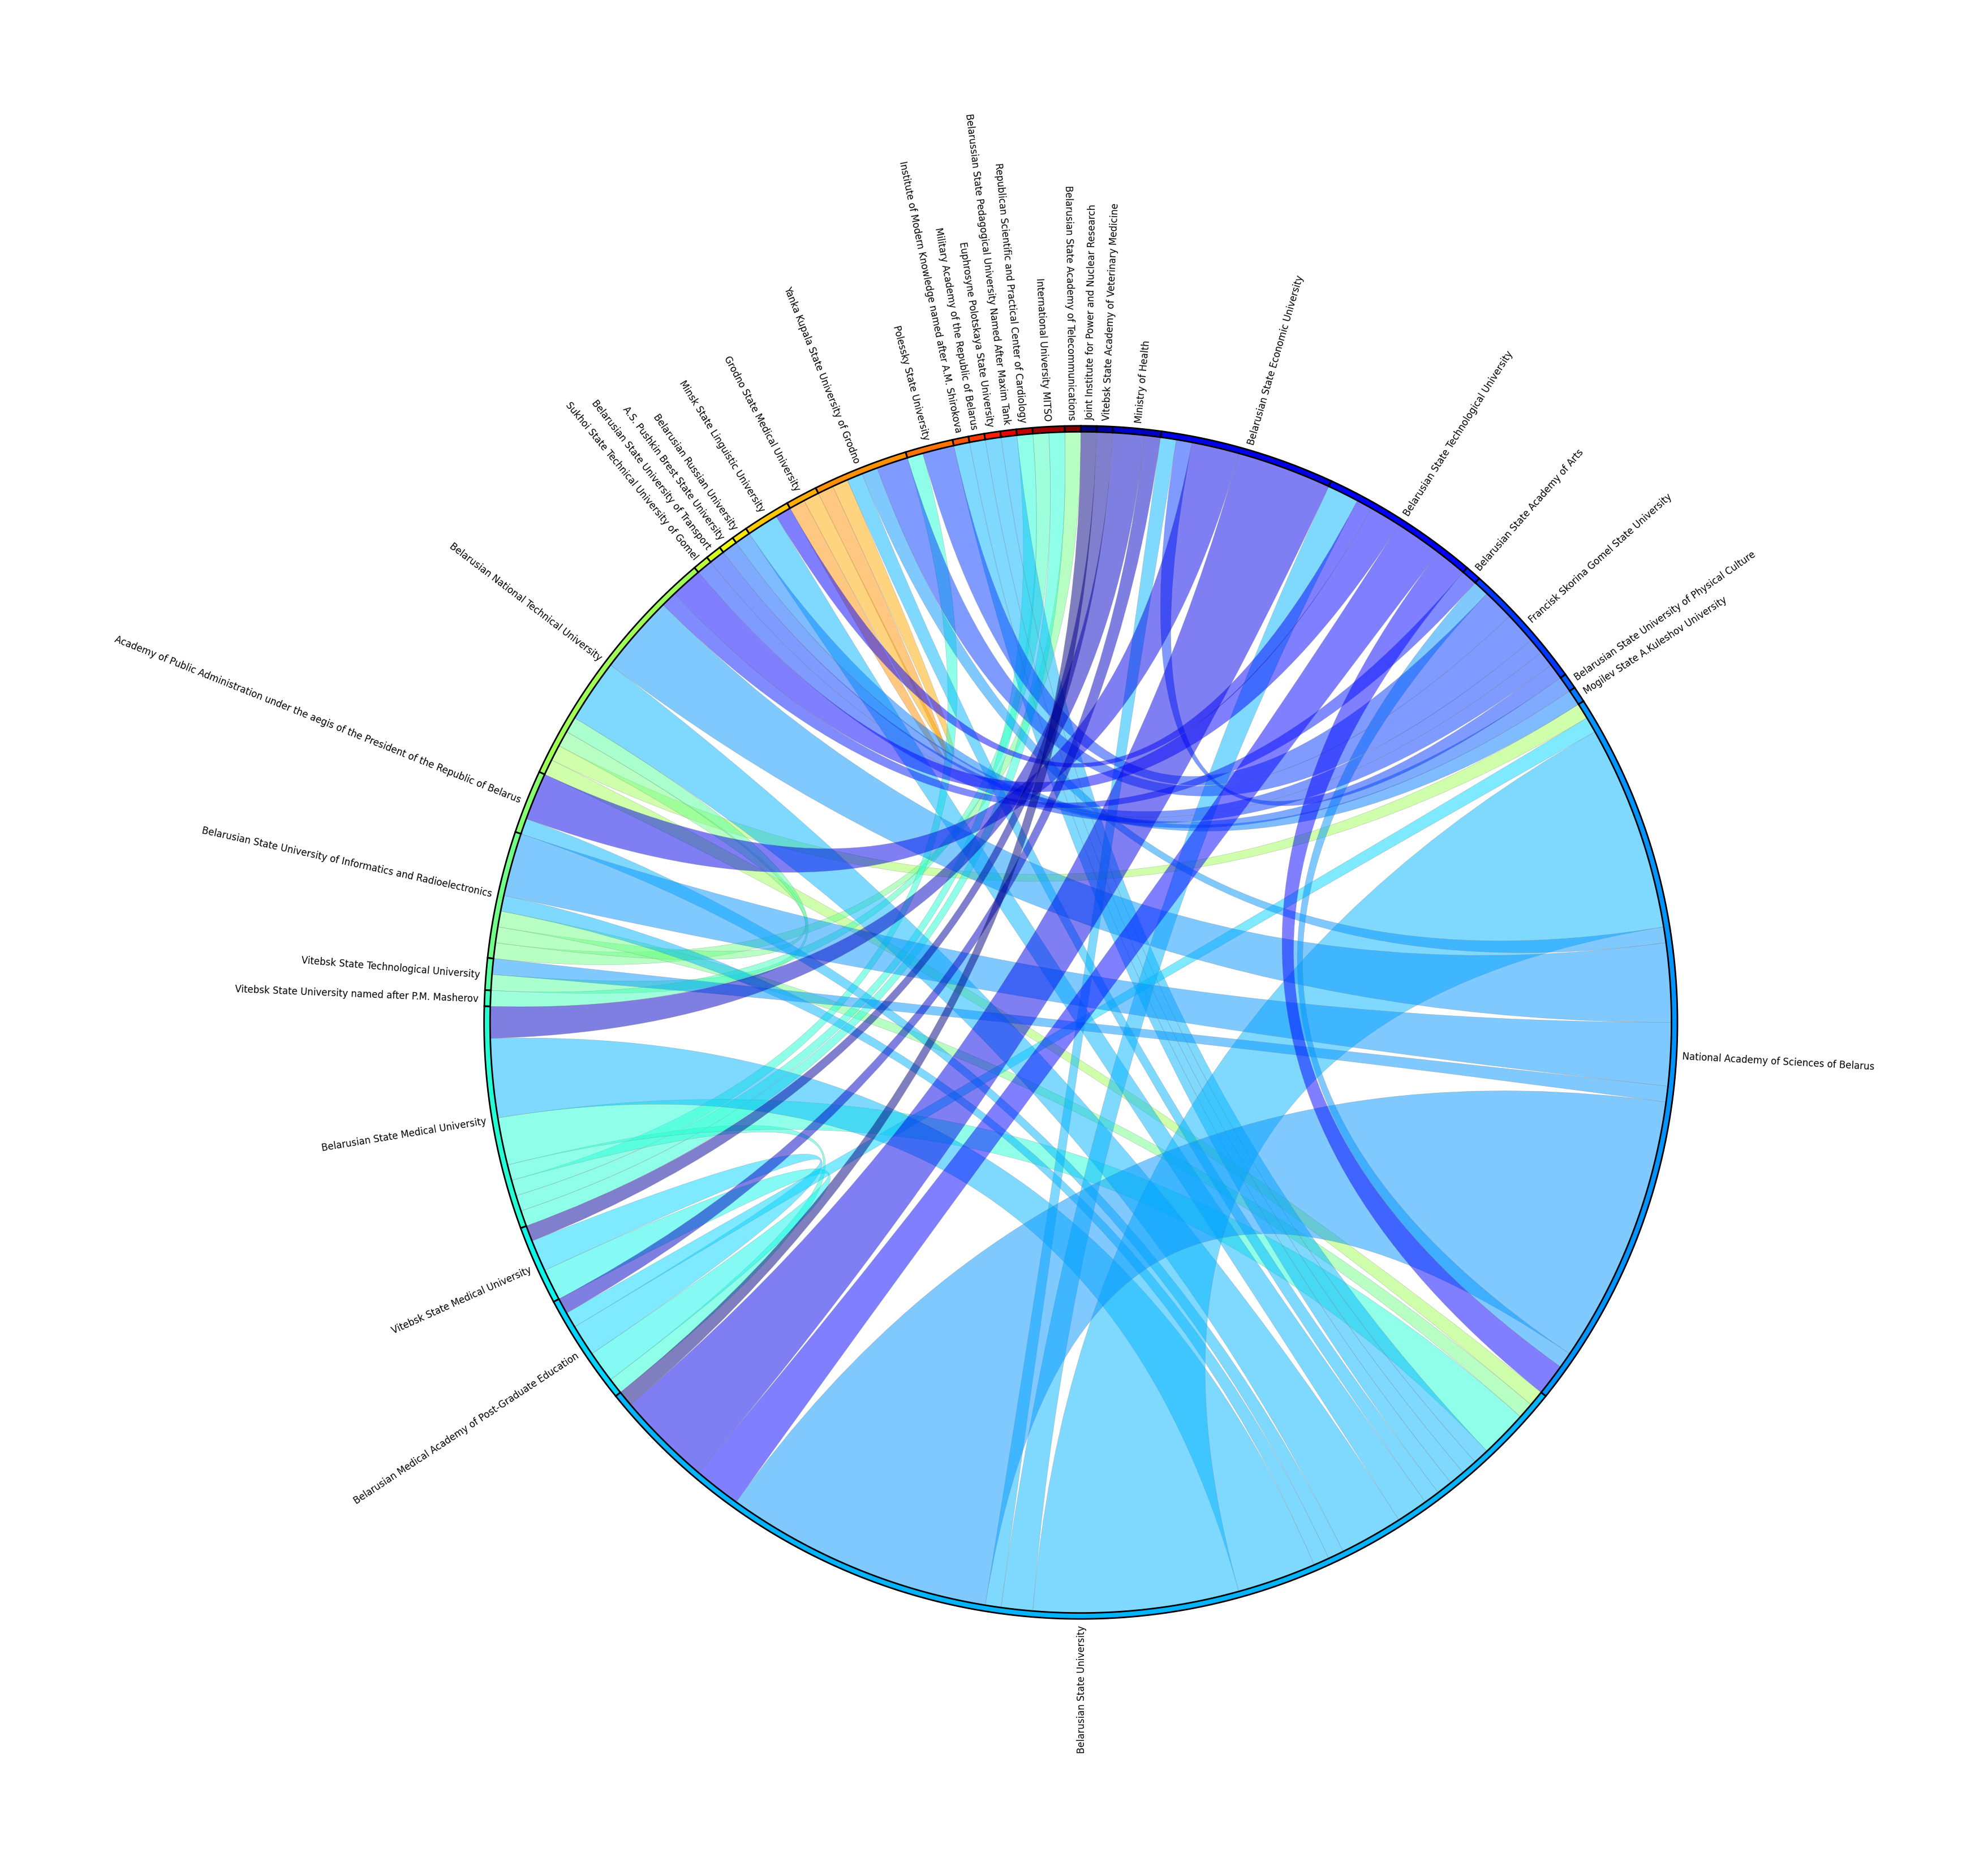 Joint Institute for Power and Nuclear Research
Vitebsk State Academy of Veterinary Medicine
Ministry of Health
Belarusian State Economic University
Belarusian State Technological University
Belarusian State Academy of Arts
Francisk Skorina Gomel State University
Belarusian State University of Physical Culture
Mogilev State A.Kuleshov University
National Academy of Sciences of Belarus
Belarusian State University
Belarusian Medical Academy of Post-Graduate Education
Vitebsk State Medical University
Belarusian State Medical University
Vitebsk State University named after P.M. Masherov
Vitebsk State Technological University
Belarusian State University of Informatics and Radioelectronics
Academy of Public Administration under the aegis of the President of the Republic of Belarus
Belarusian National Technical University
Sukhoi State Technical University of Gomel
Belarusian State University of Transport
A.S. Pushkin Brest State University
Belarusian Russian University
Minsk State Linguistic University
Grodno State Medical University
Yanka Kupala State University of Grodno
Polessky State University
Institute of Modern Knowledge named after A.M. Shirokova
Military Academy of the Republic of Belarus
Euphrosyne Polotskaya State University
Belarussian State Pedagogical University Named After Maxim Tank
Republican Scientific and Practical Center of Cardiology
International University MITSO
Belarusian State Academy of Telecommunications